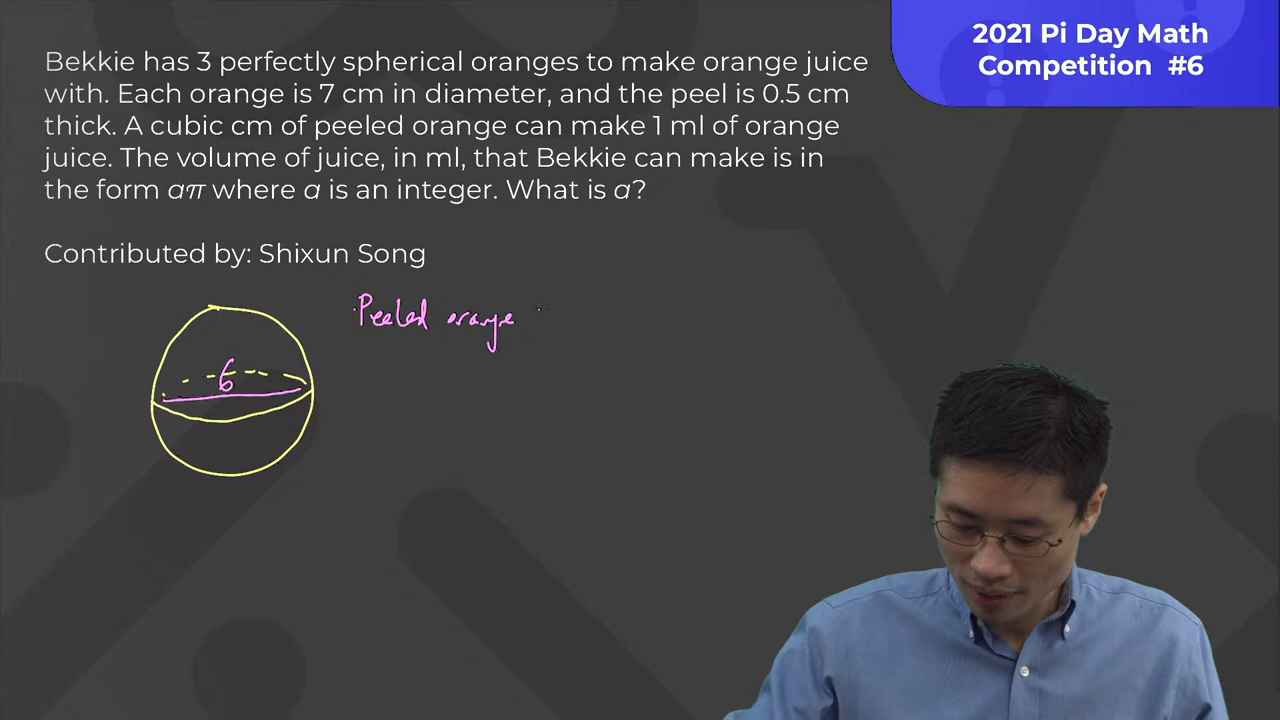 Bekkie has 3 perfectly spherical oranges to make orange juice
with. Each orange is 7 cm in diameter, and the peel is 0.5 cm
thick. A cubic cm of peeled orange can make 1 ml of orange
juice. The volume of juice, in ml, that Bekkie can make is in
the form aπ where a is an integer. What is a?
Contributed by: Shixun Song
2021 Pi Day Math
Competition #6
Peeled orange
6